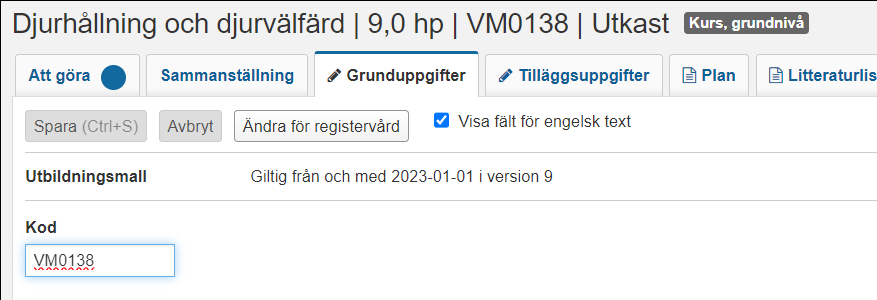 Djurhållning och djurvälfärd | 9,0 hp | VM0138 | Utkast Kurs, grundnivå
Att göra Sammanställning Grunduppgifter Tilläggsuppgifter Plan Litteraturlis
Spara (Ctrl+S) Avbryt Ändra för registervård Visa fält för engelsk text
Utbildningsmall Giltig från och med 2023-01-01 i version 9
Kod
VM0138